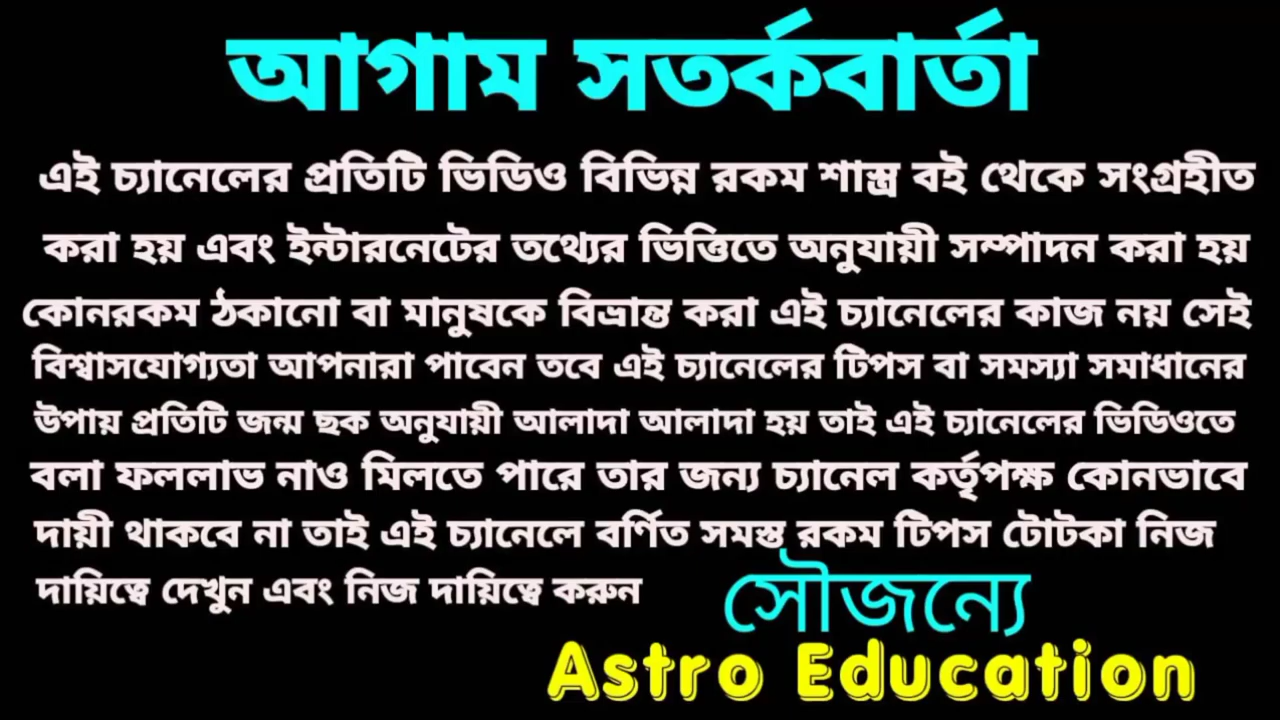 আগাম সতর্কবার্তা
এই চ্যানেলের প্রতিটি ভিডিও বিভিন্ন রকম শাস্ত্র বই থেকে সংগ্রহীত
করা হয় এবং ইন্টারনেটের তথ্যের ভিত্তিতে অনুযায়ী সম্পাদন করা হয়
কোনরকম ঠকানো বা মানুষকে বিভ্রান্ত করা এই চ্যানেলের কাজ নয় সেই
বিশ্বাসযোগ্যতা আপনারা পাবেন তবে এই চ্যানেলের টিপস বা সমস্যা সমাধানের
উপায় প্রতিটি জন্ম ছক অনুযায়ী আলাদা আলাদা হয় তাই এই চ্যানেলের ভিডিওতে
বলা ফললাভ নাও মিলতে পারে তার জন্য চ্যানেল কর্তৃপক্ষ কোনভাবে
দায়ী থাকবে না তাই এই চ্যানেলে বর্ণিত সমস্ত রকম টিপস টোটকা নিজ
দায়িত্বে দেখুন এবং নিজ দায়িত্বে করুন
সৌজন্যে
Astro Education